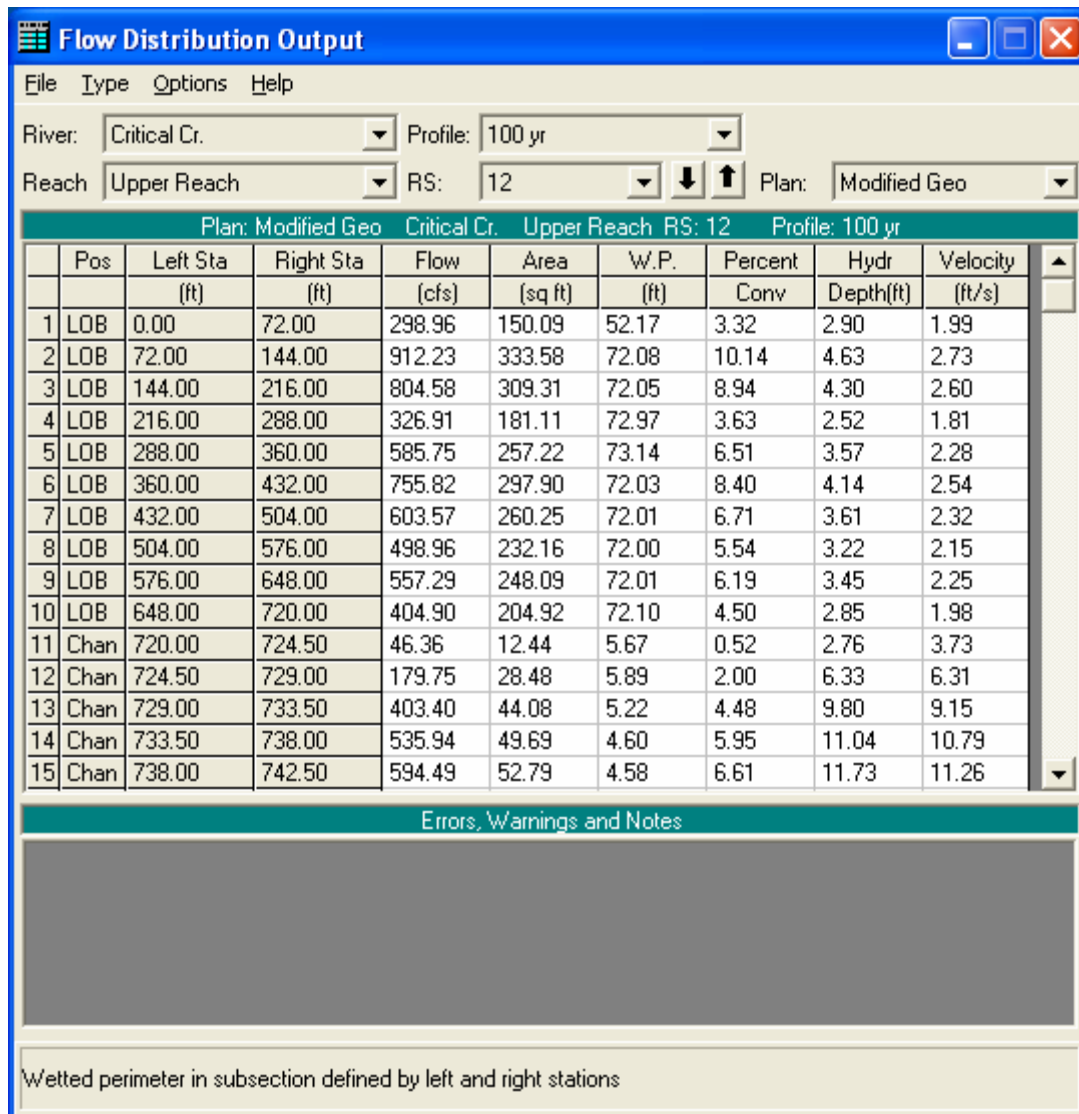 Flow Distribution Output
File Type Options Help
River: Critical Cr. Profile: 100 yr
Reach Upper Reach RS: 12 Plan: Modified Geo
Plan: Modified Geo Critical Cr. Upper Reach RS: 12 Profile: 100 yr
Pos Left Sta Right Sta Flow Area W.P. Percent Hydr Velocity
(ft) (ft) (cfs) (sq ft) (ft) Conv Depth(ft) (ft/s)
1 LOB 0.00 72.00 298.96 150.09 52.17 3.32 2.90 1.99
2 LOB 72.00 144.00 912.23 333.58 72.08 10.14 4.63 2.73
3 LOB 144.00 216.00 804.58 309.31 72.05 8.94 4.30 2.60
4 LOB 216.00 288.00 326.91 181.11 72.97 3.63 2.52 1.81
5 LOB 288.00 360.00 585.75 257.22 73.14 6.51 3.57 2.28
6 LOB 360.00 432.00 755.82 297.90 72.03 8.40 4.14 2.54
7 LOB 432.00 504.00 603.57 260.25 72.01 6.71 3.61 2.32
8 LOB 504.00 576.00 498.96 232.16 72.00 5.54 3.22 2.15
9 LOB 576.00 648.00 557.29 248.09 72.01 6.19 3.45 2.25
10 LOB 648.00 720.00 404.90 204.92 72.10 4.50 2.85 1.98
11 Chan 720.00 724.50 46.36 12.44 5.67 0.52 2.76 3.73
12 Chan 724.50 729.00 179.75 28.48 5.89 2.00 6.33 6.31
13 Chan 729.00 733.50 403.40 44.08 5.22 4.48 9.80 9.15
14 Chan 733.50 738.00 535.94 49.69 4.60 5.95 11.04 10.79
15 Chan 738.00 742.50 594.49 52.79 4.58 6.61 11.73 11.26
Errors, Warnings and Notes
Wetted perimeter in subsection defined by left and right stations